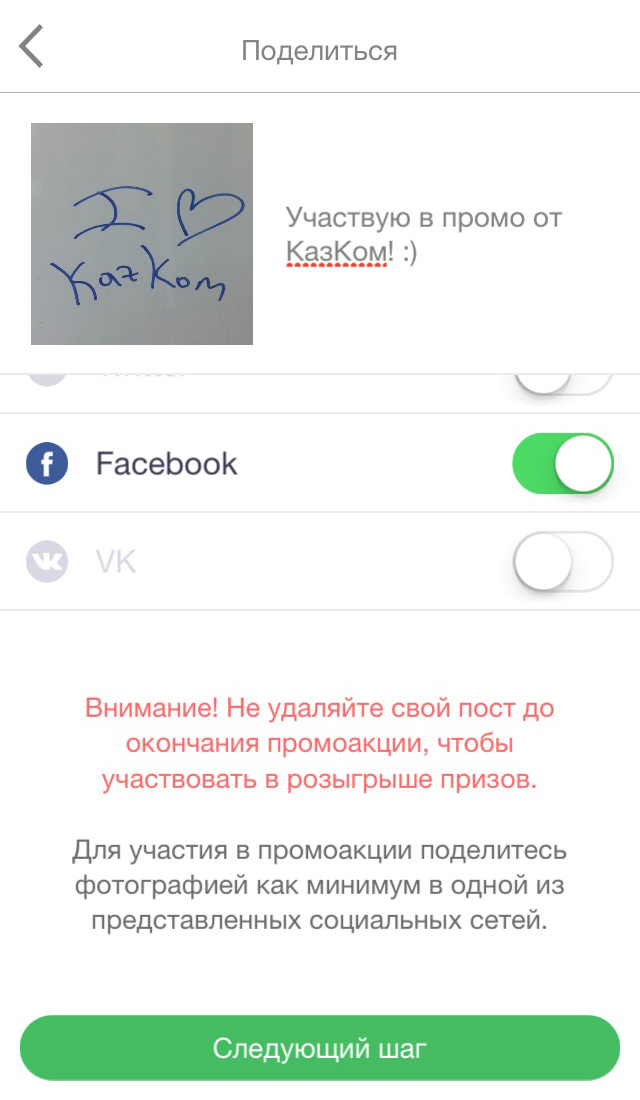 Поделиться
I ♡
KazKom
Участвую в промо от
КазКом! :)
Facebook
VK
Внимание! Не удаляйте свой пост до
окончания промоакции, чтобы
участвовать в розыгрыше призов.
Для участия в промоакции поделитесь
фотографией как минимум в одной из
представленных социальных сетей.
Следующий шаг